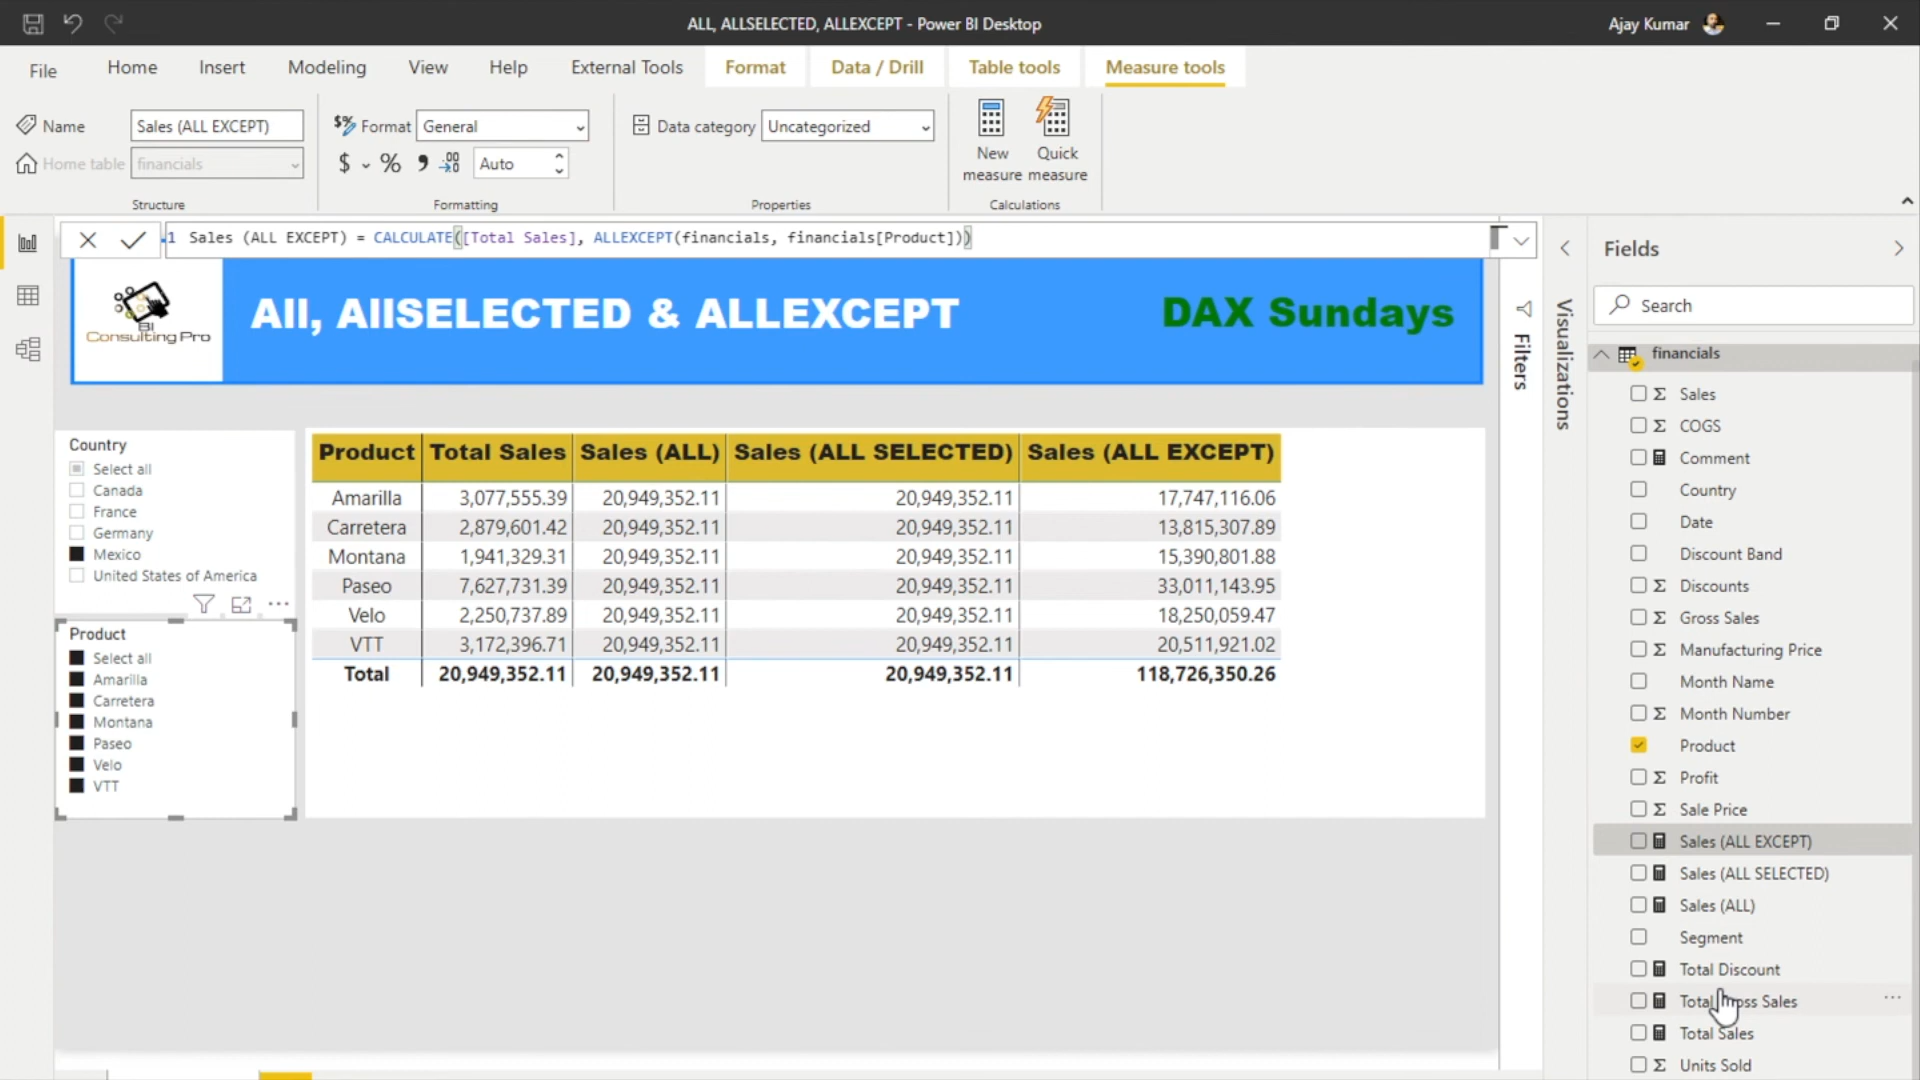 ALL, ALLSELECTED, ALLEXCEPT - Power BI Desktop
Ajay Kumar
File
Home
Insert
Modeling
View
Help
External Tools
Format
Data / Drill
Table tools
Measure tools
Name
Sales (ALL EXCEPT)
Home table
financials
Structure
$% Format
General
$ % 9 .00
Auto
Formatting
Data category
Uncategorized
Properties
New measure
Quick measure
Calculations
1 Sales (ALL EXCEPT) = CALCULATE([Total Sales], ALLEXCEPT(financials, financials[Product]))
BI
Consulting Pro
All, AllSELECTED & ALLEXCEPT
DAX Sundays
Country
Select all
Canada
France
Germany
Mexico
United States of America
Product
Select all
Amarilla
Carretera
Montana
Paseo
Velo
VTT
Product Total Sales Sales (ALL) Sales (ALL SELECTED) Sales (ALL EXCEPT)
Amarilla 3,077,555.39 20,949,352.11 20,949,352.11 17,747,116.06
Carretera 2,879,601.42 20,949,352.11 20,949,352.11 13,815,307.89
Montana 1,941,329.31 20,949,352.11 20,949,352.11 15,390,801.88
Paseo 7,627,731.39 20,949,352.11 20,949,352.11 33,011,143.95
Velo 2,250,737.89 20,949,352.11 20,949,352.11 18,250,059.47
VTT 3,172,396.71 20,949,352.11 20,949,352.11 20,511,921.02
Total 20,949,352.11 20,949,352.11 20,949,352.11 118,726,350.26
Filters
Visualizations
Fields
Search
financials
Sales
COGS
Comment
Country
Date
Discount Band
Discounts
Gross Sales
Manufacturing Price
Month Name
Month Number
Product
Profit
Sale Price
Sales (ALL EXCEPT)
Sales (ALL SELECTED)
Sales (ALL)
Segment
Total Discount
Total Gross Sales
Total Sales
Units Sold